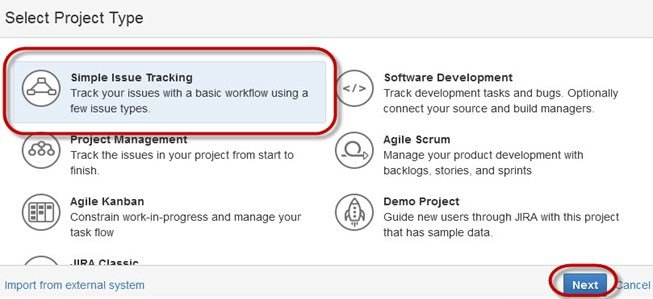 Select Project Type
Simple Issue Tracking
Track your issues with a basic workflow using a
few issue types.
Software Development
</>
Track development tasks and bugs. Optionally
connect your source and build managers.
Project Management
Track the issues in your project from start to
finish.
Agile Scrum
Manage your product development with
backlogs, stories, and sprints
Agile Kanban
Constrain work-in-progress and manage your
task flow
Demo Project
Guide new users through JIRA with this project
that has sample data.
JIRA Classic
Import from external system
Next
Cancel